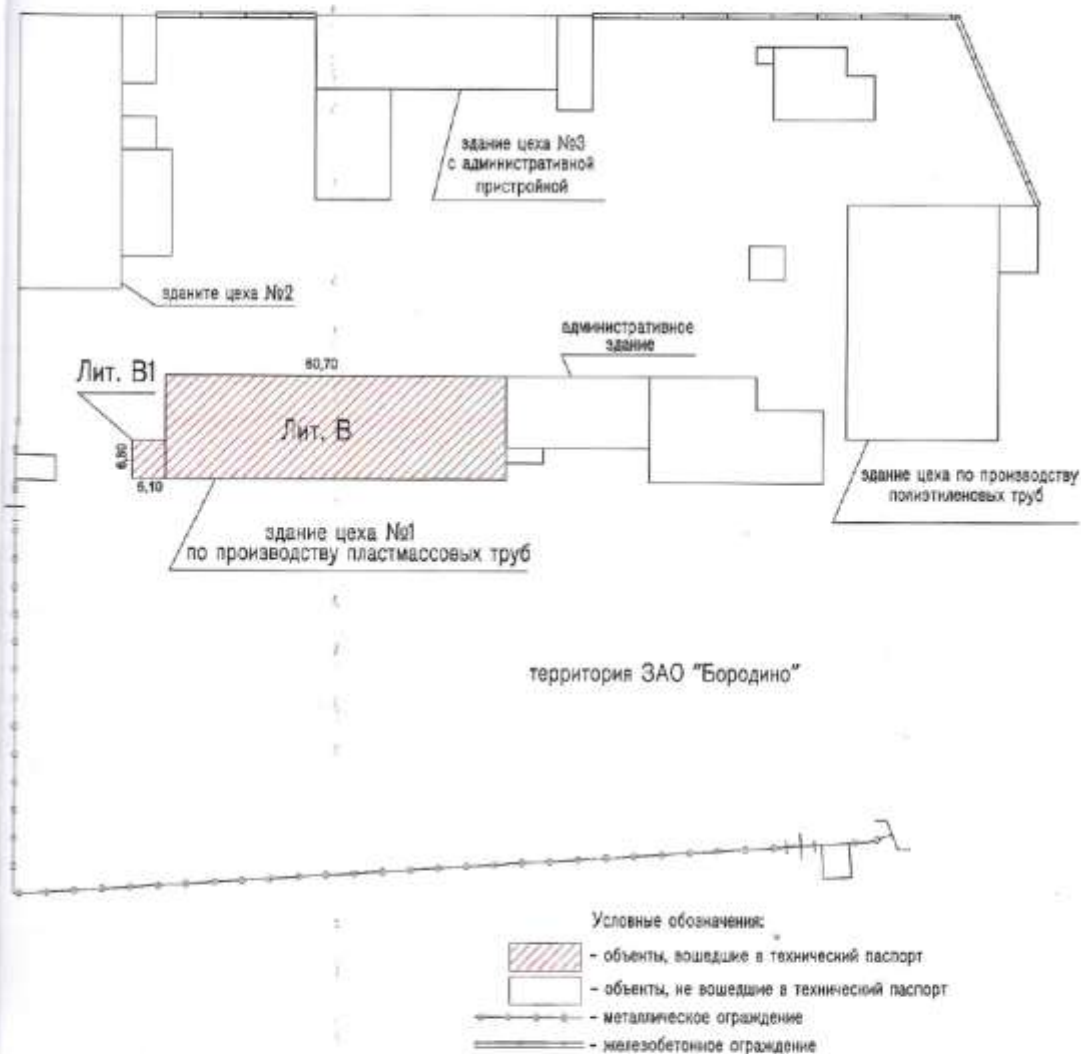 здание цеха №3
с административной
пристройной
зданите цеха №2
административное
здание
60,70
Лит. В1
Лит. В
6,80
5,10
здание цеха по производству
полиэтиленовых труб
здание цеха №1
по производству пластмассовых труб
территория ЗАО "Бородино"
Условные обозначения:
- объекты, вошедшие в технический паспорт
- объекты, не вошедшие в технический паспорт
- металлическое ограждение
- железобетонное ограждение